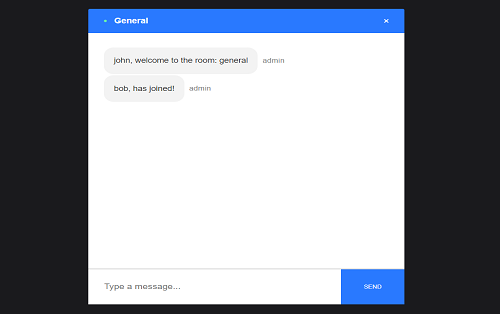 General
×
john, welcome to the room: general admin
bob, has joined! admin
Type a message... SEND